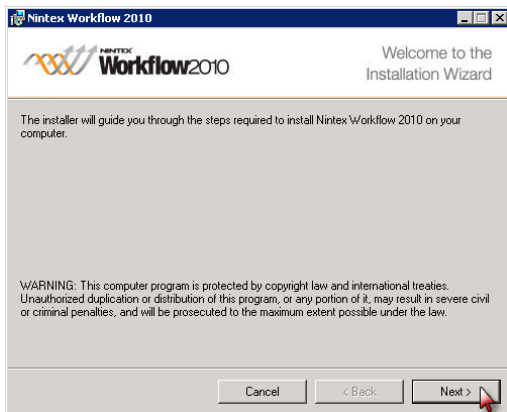 Nintex Workflow 2010
NINTEX
Workflow2010
Welcome to the
Installation Wizard
The installer will guide you through the steps required to install Nintex Workflow 2010 on your
computer.
WARNING: This computer program is protected by copyright law and international treaties.
Unauthorized duplication or distribution of this program, or any portion of it, may result in severe civil
or criminal penalties, and will be prosecuted to the maximum extent possible under the law.
Cancel
< Back
Next >